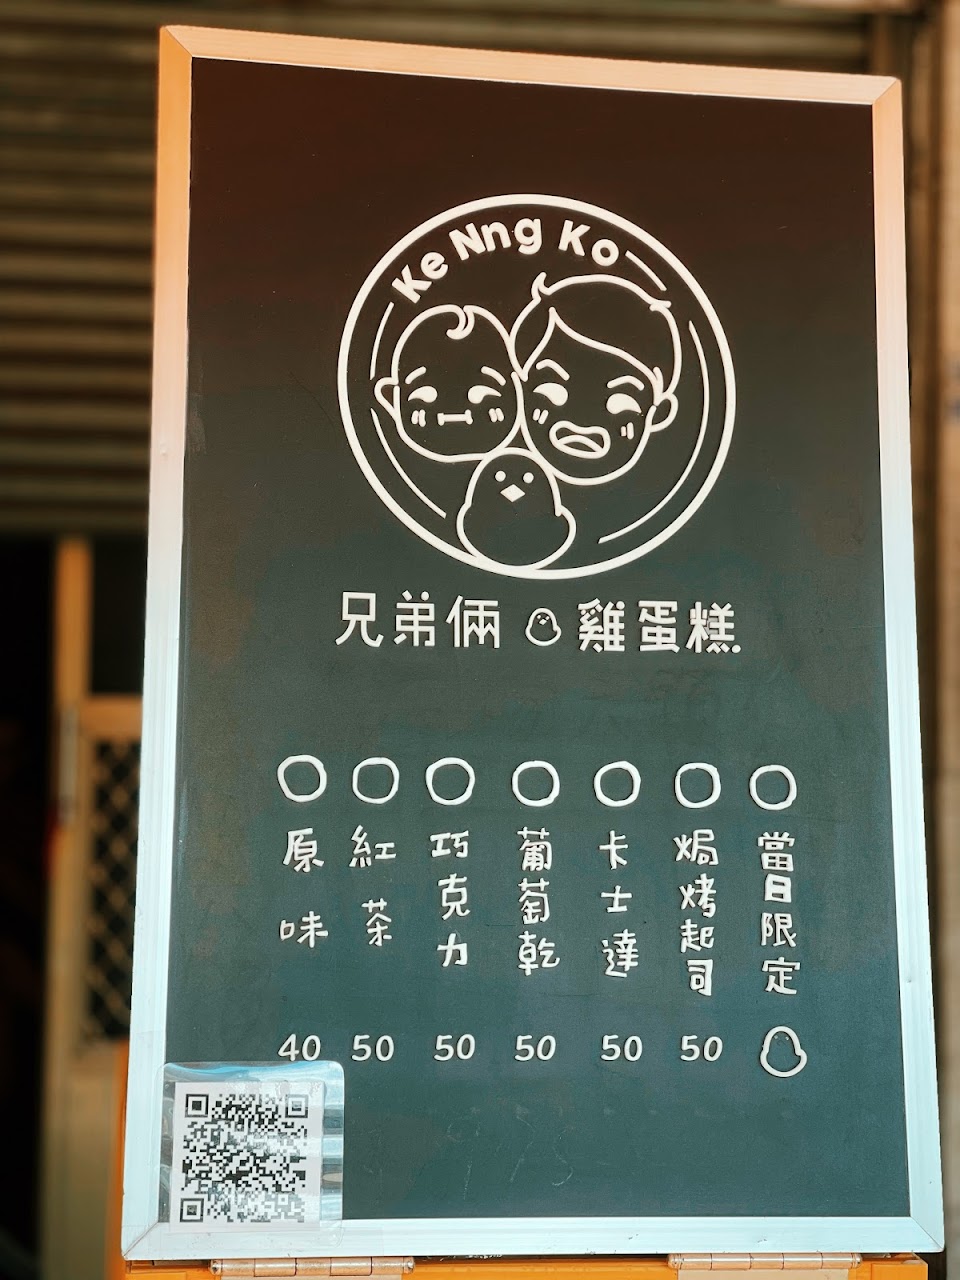 Ke Nng Ko
兄弟倆 雞蛋糕
原味 40
紅茶 50
巧克力 50
葡萄乾 50
卡士達 50
焗烤起司 50
當日限定